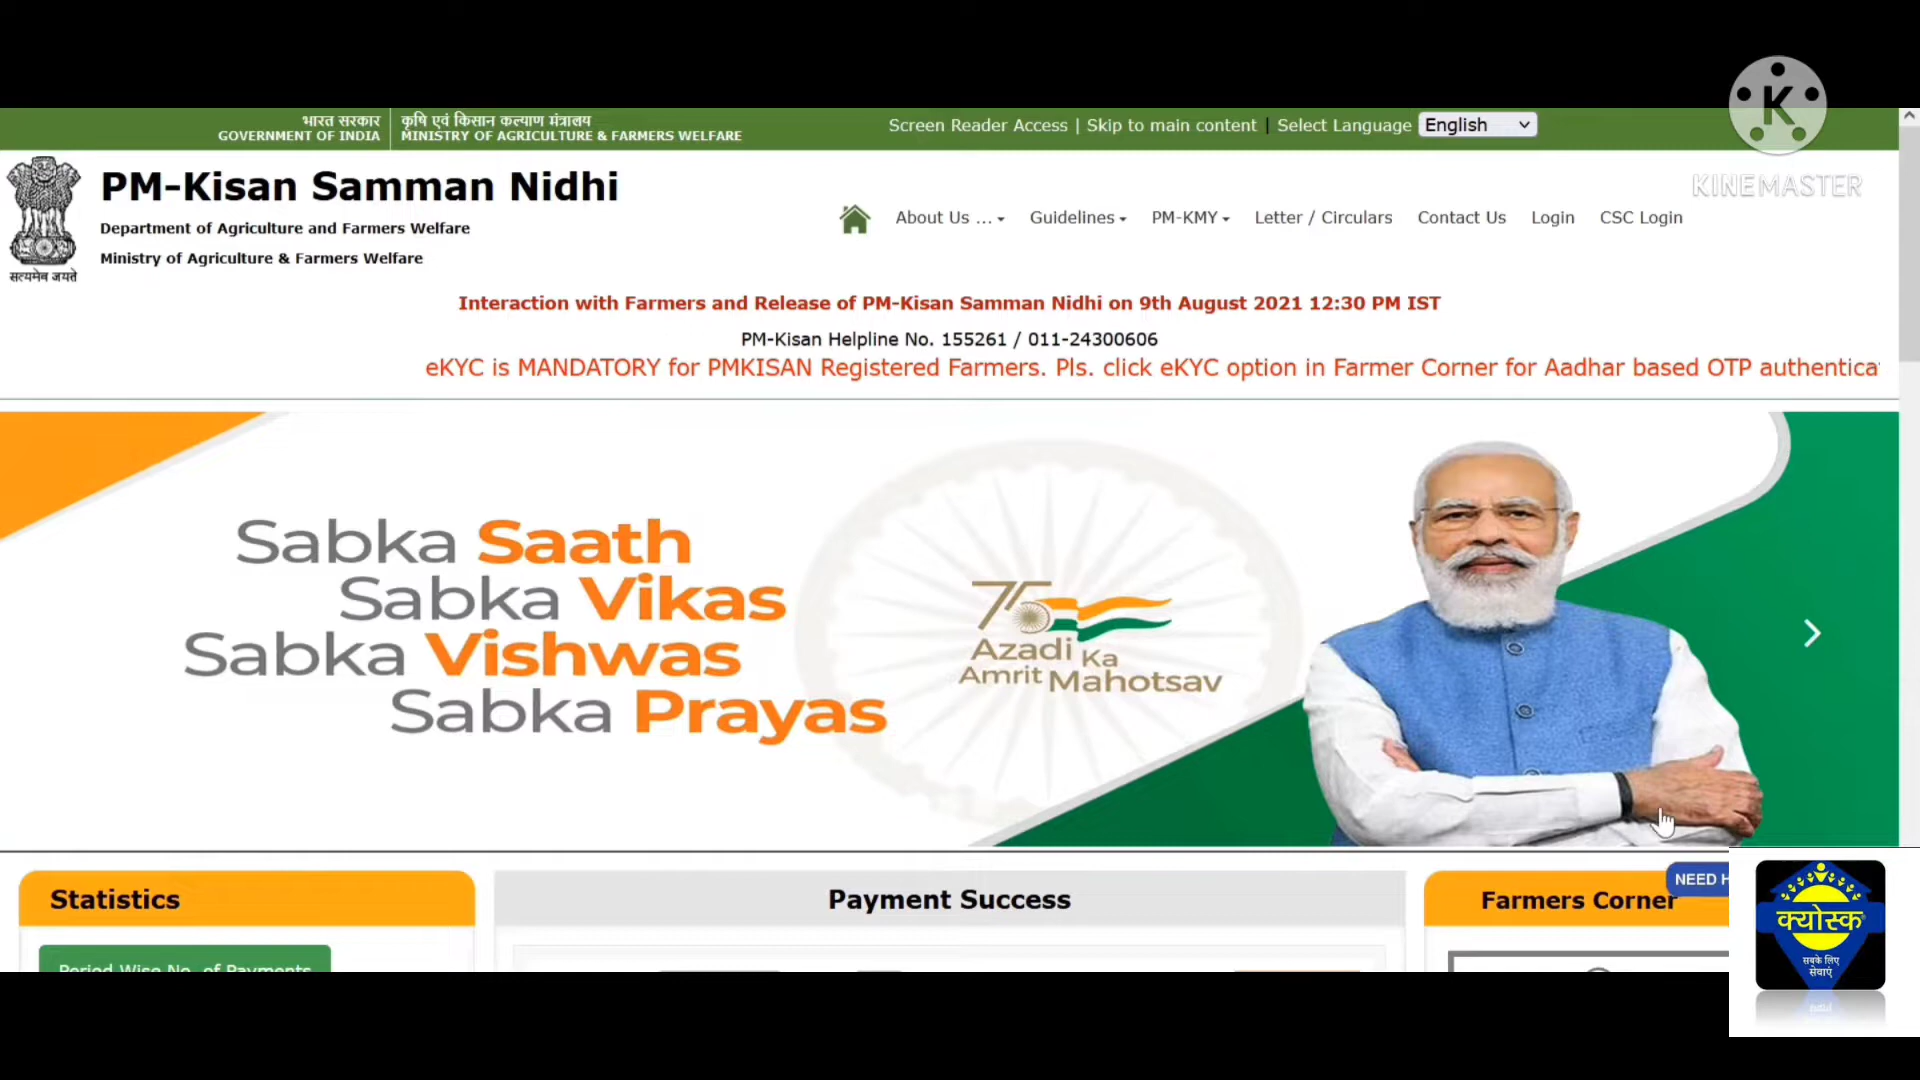 भारत सरकार
GOVERNMENT OF INDIA
कृषि एवं किसान कल्याण मंत्रालय
MINISTRY OF AGRICULTURE & FARMERS WELFARE
Screen Reader Access | Skip to main content | Select Language English
KINEMASTER
सत्यमेव जयते
PM-Kisan Samman Nidhi
Department of Agriculture and Farmers Welfare
Ministry of Agriculture & Farmers Welfare
About Us ... Guidelines PM-KMY Letter / Circulars Contact Us Login CSC Login
Interaction with Farmers and Release of PM-Kisan Samman Nidhi on 9th August 2021 12:30 PM IST
PM-Kisan Helpline No. 155261 / 011-24300606
eKYC is MANDATORY for PMKISAN Registered Farmers. Pls. click eKYC option in Farmer Corner for Aadhar based OTP authentica
Sabka Saath
Sabka Vikas
Sabka Vishwas
Sabka Prayas
75
Azadi Ka
Amrit Mahotsav
Statistics
Payment Success
Farmers Corner
NEED H
Period Wise No. of Payments
क्योस्क
सबके लिए
सेवाएं